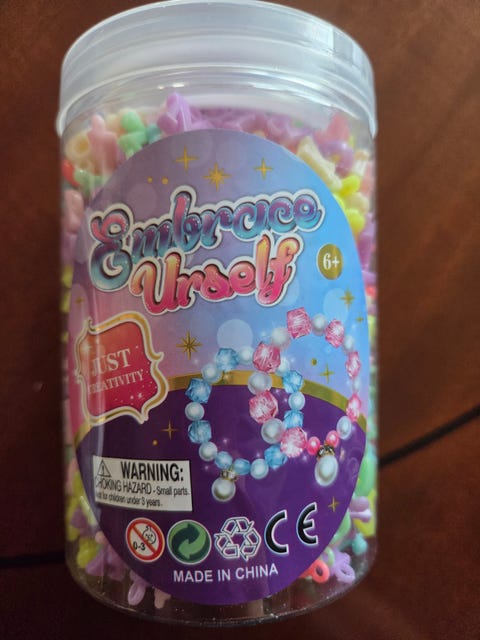 Embrace
Urself
6+
JUST
CREATIVITY
WARNING:
CHOKING HAZARD - Small parts.
Not for children under 3 years.
0-3
CE
MADE IN CHINA